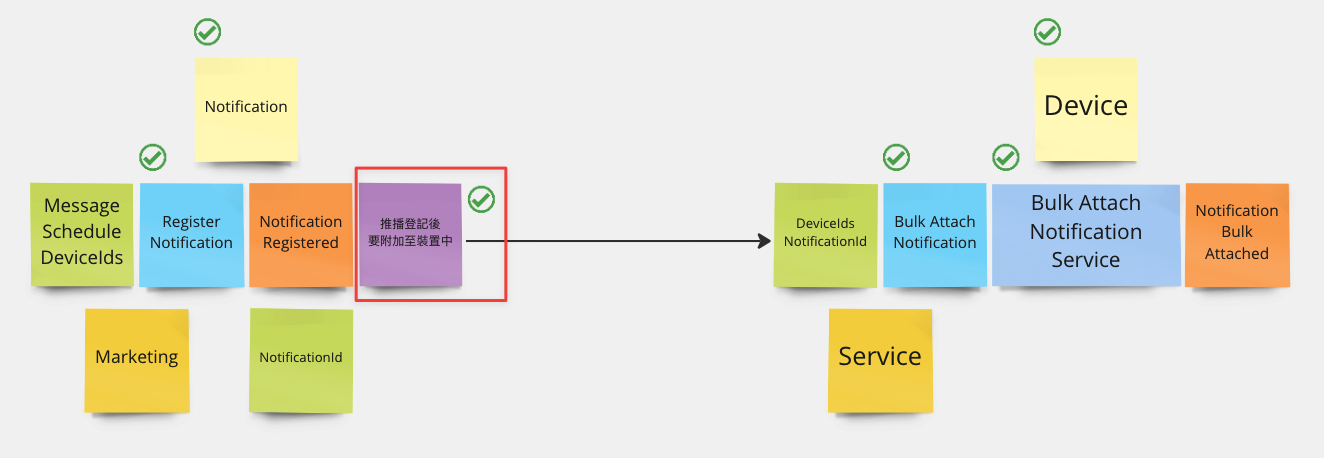 Notification
Device
Message
Schedule
DeviceIds
Register
Notification
Notification
Registered
推播登記後
要附加至裝置中
DeviceIds
NotificationId
Bulk Attach
Notification
Bulk Attach
Notification
Service
Notification
Bulk
Attached
Marketing
NotificationId
Service